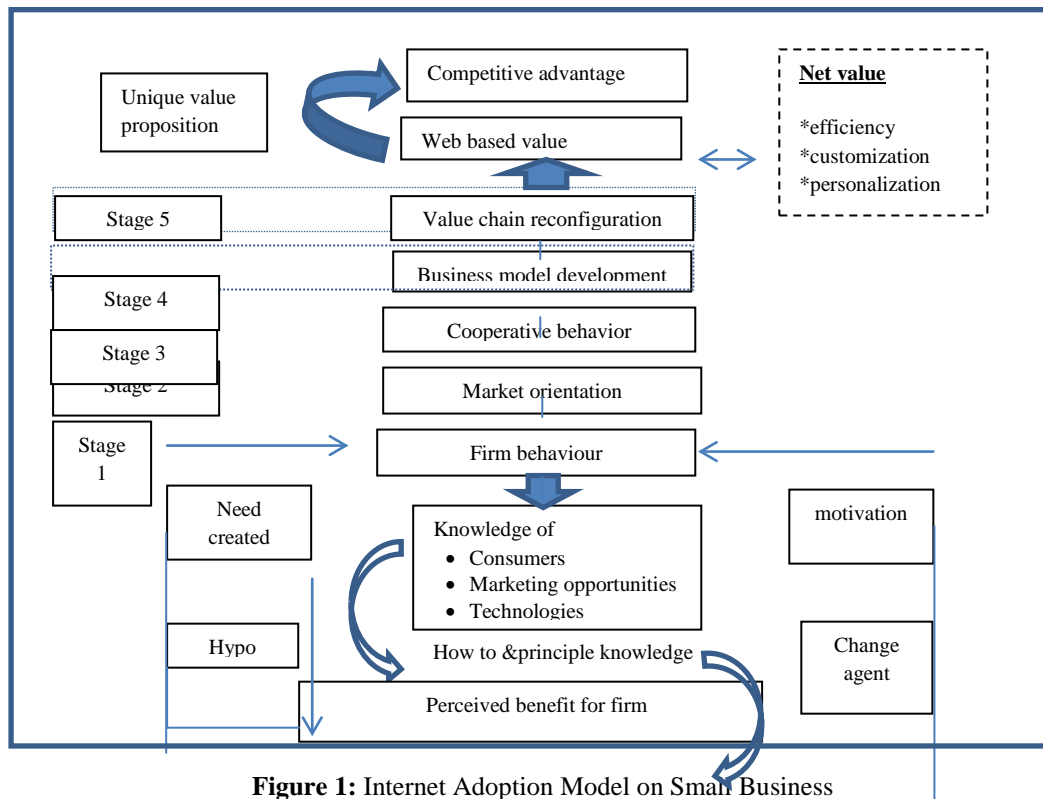 Competitive advantage
Unique value
proposition
Web based value
Net value
*efficiency
*customization
*personalization
Stage 5
Value chain reconfiguration
Business model development
Stage 4
Cooperative behavior
Stage 3
Stage 2
Market orientation
Stage
1
Firm behaviour
Need
created
Knowledge of
• Consumers
• Marketing opportunities
• Technologies
motivation
Hypo
How to &principle knowledge
Change
agent
Perceived benefit for firm
Figure 1: Internet Adoption Model on Small Business